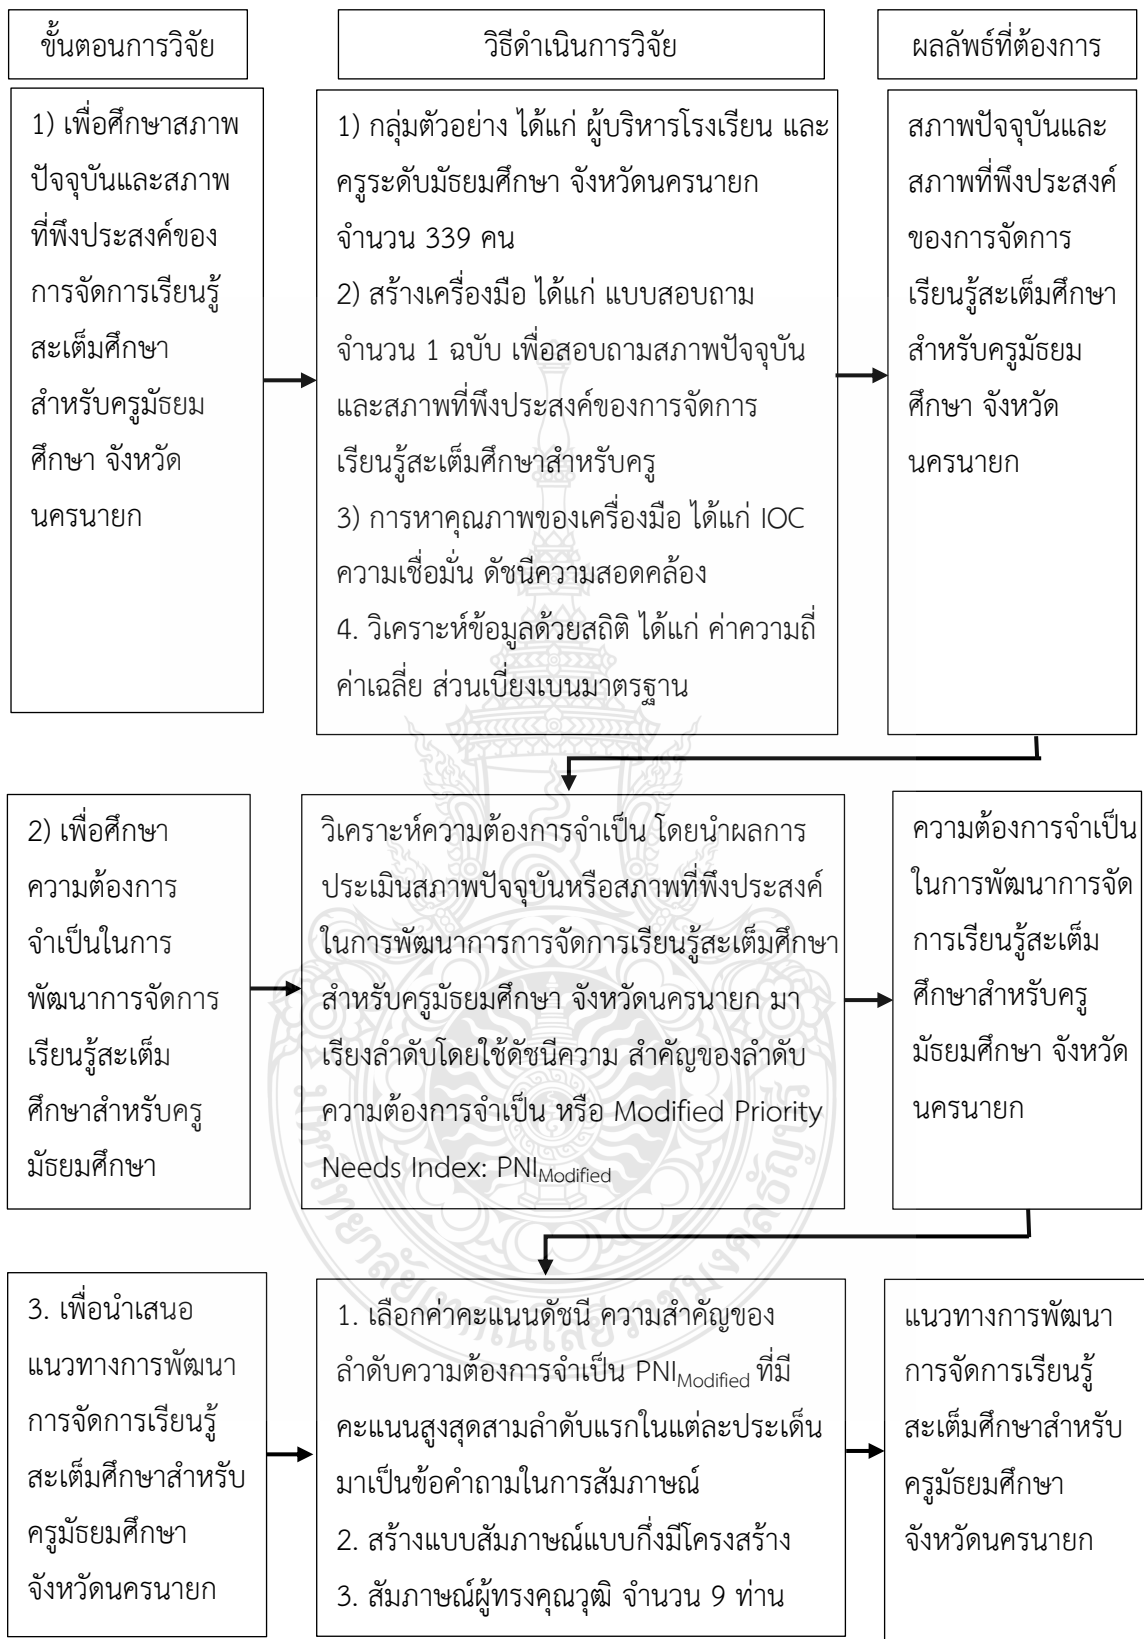 ขั้นตอนการวิจัย
วิธีดำเนินการวิจัย
ผลลัพธ์ที่ต้องการ
1) เพื่อศึกษาสภาพ
ปัจจุบันและสภาพ
ที่พึงประสงค์ของ
การจัดการเรียนรู้
สะเต็มศึกษา
สำหรับครูมัธยม
ศึกษา จังหวัด
นครนายก
1) กลุ่มตัวอย่าง ได้แก่ ผู้บริหารโรงเรียน และ
ครูระดับมัธยมศึกษา จังหวัดนครนายก
จำนวน 339 คน
2) สร้างเครื่องมือ ได้แก่ แบบสอบถาม
จำนวน 1 ฉบับ เพื่อสอบถามสภาพปัจจุบัน
และสภาพที่พึงประสงค์ของการจัดการ
เรียนรู้สะเต็มศึกษาสำหรับครู
3) การหาคุณภาพของเครื่องมือ ได้แก่ IOC
ความเชื่อมั่น ดัชนีความสอดคล้อง
4. วิเคราะห์ข้อมูลด้วยสถิติ ได้แก่ ค่าความถี่
ค่าเฉลี่ย ส่วนเบี่ยงเบนมาตรฐาน
สภาพปัจจุบันและ
สภาพที่พึงประสงค์
ของการจัดการ
เรียนรู้สะเต็มศึกษา
สำหรับครูมัธยม
ศึกษา จังหวัด
นครนายก
2) เพื่อศึกษา
ความต้องการ
จำเป็นในการ
พัฒนาการจัดการ
เรียนรู้สะเต็ม
ศึกษาสำหรับครู
มัธยมศึกษา
วิเคราะห์ความต้องการจำเป็น โดยนำผลการ
ประเมินสภาพปัจจุบันหรือสภาพที่พึงประสงค์
ในการพัฒนาการการจัดการเรียนรู้สะเต็มศึกษา
สำหรับครูมัธยมศึกษา จังหวัดนครนายก มา
เรียงลำดับโดยใช้ดัชนีความ สำคัญของลำดับ
ความต้องการจำเป็น หรือ Modified Priority
Needs Index: PNIModified
ความต้องการจำเป็น
ในการพัฒนาการจัด
การเรียนรู้สะเต็ม
ศึกษาสำหรับครู
มัธยมศึกษา จังหวัด
นครนายก
3. เพื่อนำเสนอ
แนวทางการพัฒนา
การจัดการเรียนรู้
สะเต็มศึกษาสำหรับ
ครูมัธยมศึกษา
จังหวัดนครนายก
1. เลือกค่าคะแนนดัชนี ความสำคัญของ
ลำดับความต้องการจำเป็น PNIModified ที่มี
คะแนนสูงสุดสามลำดับแรกในแต่ละประเด็น
มาเป็นข้อคำถามในการสัมภาษณ์
2. สร้างแบบสัมภาษณ์แบบกึ่งมีโครงสร้าง
3. สัมภาษณ์ผู้ทรงคุณวุฒิ จำนวน 9 ท่าน
แนวทางการพัฒนา
การจัดการเรียนรู้
สะเต็มศึกษาสำหรับ
ครูมัธยมศึกษา
จังหวัดนครนายก
มหาวิทยาลัยเทคโนโลยีราชมงคลธัญบุรี